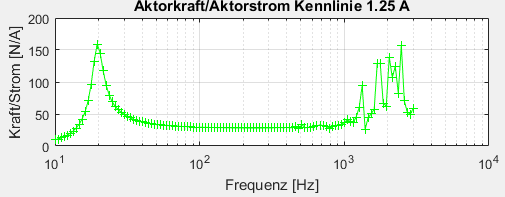 Aktorkraft/Aktorstrom Kennlinie 1.25 A
Kraft/Strom [N/A]
200
150
100
50
0
10^1 10^2 10^3 10^4
Frequenz [Hz]